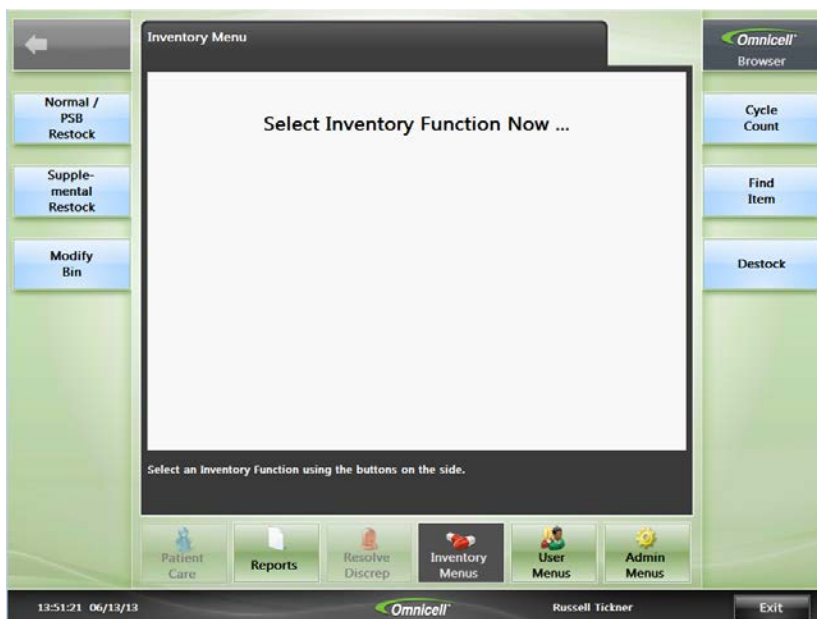 Inventory Menu
Omnicell
Browser
Normal /
PSB
Restock
Supple-
mental
Restock
Modify
Bin
Select Inventory Function Now ...
Cycle
Count
Find
Item
Destock
Select an Inventory Function using the buttons on the side.
Patient
Care
Reports
Resolve
Discrep
Inventory
Menus
User
Menus
Admin
Menus
13:51:21 06/13/13
Omnicell
Russell Tickner
Exit